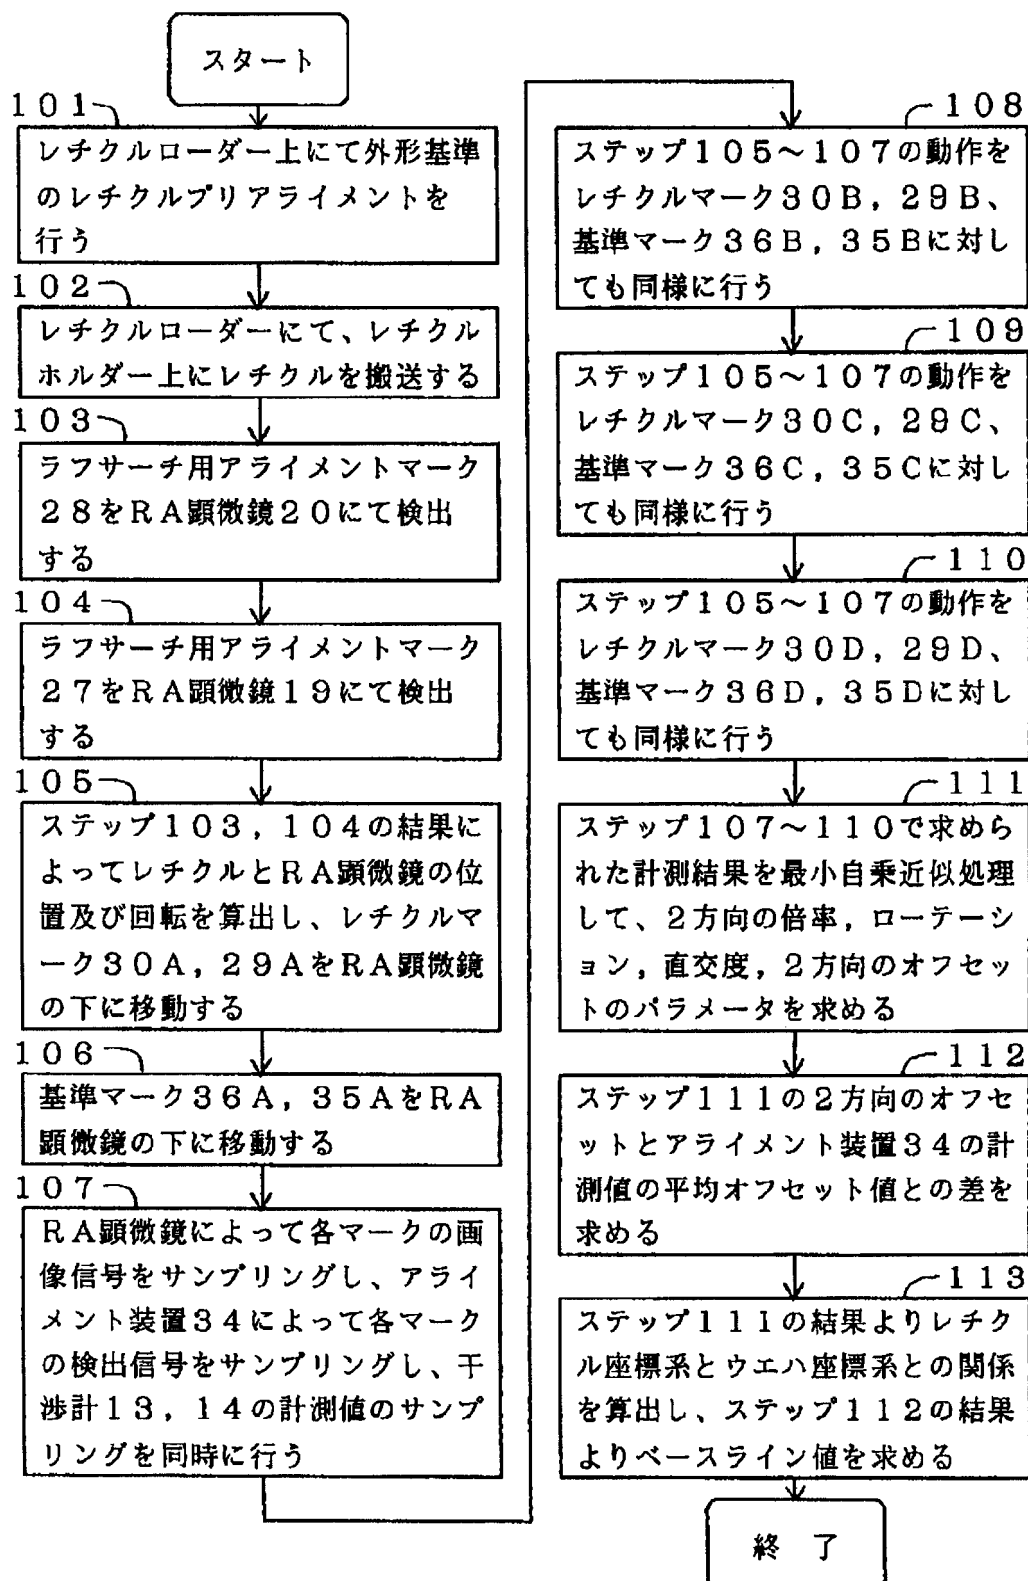 スタート
101
レチクルローダー上にて外形基準
のレチクルプリアライメントを
行う
102
レチクルローダーにて、レチクル
ホルダー上にレチクルを搬送する
103
ラフサーチ用アライメントマーク
28をRA顕微鏡20にて検出
する
104
ラフサーチ用アライメントマーク
27をRA顕微鏡19にて検出
する
105
ステップ103,104の結果に
よってレチクルとRA顕微鏡の位
置及び回転を算出し、レチクルマ
ーク30A,29AをRA顕微鏡
の下に移動する
106
基準マーク36A,35AをRA
顕微鏡の下に移動する
107
RA顕微鏡によって各マークの画
像信号をサンプリングし、アライ
メント装置34によって各マーク
の検出信号をサンプリングし、干
渉計13,14の計測値のサンプ
リングを同時に行う
108
ステップ105~107の動作を
レチクルマーク30B,29B、
基準マーク36B,35Bに対し
ても同様に行う
109
ステップ105~107の動作を
レチクルマーク30C,29C、
基準マーク36C,35Cに対し
ても同様に行う
110
ステップ105~107の動作を
レチクルマーク30D,29D、
基準マーク36D,35Dに対し
ても同様に行う
111
ステップ107~110で求めら
れた計測結果を最小自乗近似処理
して、2方向の倍率,ローテーシ
ョン,直交度,2方向のオフセッ
トのパラメータを求める
112
ステップ111の2方向のオフセ
ットとアライメント装置34の計
測値の平均オフセット値との差を
求める
113
ステップ111の結果よりレチク
ル座標系とウエハ座標系との関係
を算出し、ステップ112の結果
よりベースライン値を求める
終 了